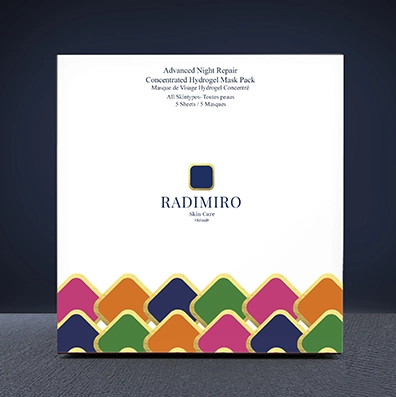 Advanced Night Repair
Concentrated Hydrogel Mask Pack
Masque de Visage Hydrogel Concentré
All Skintypes- Toutes peaux
5 Sheets / 5 Masques
RADIMIRO
Skin Care